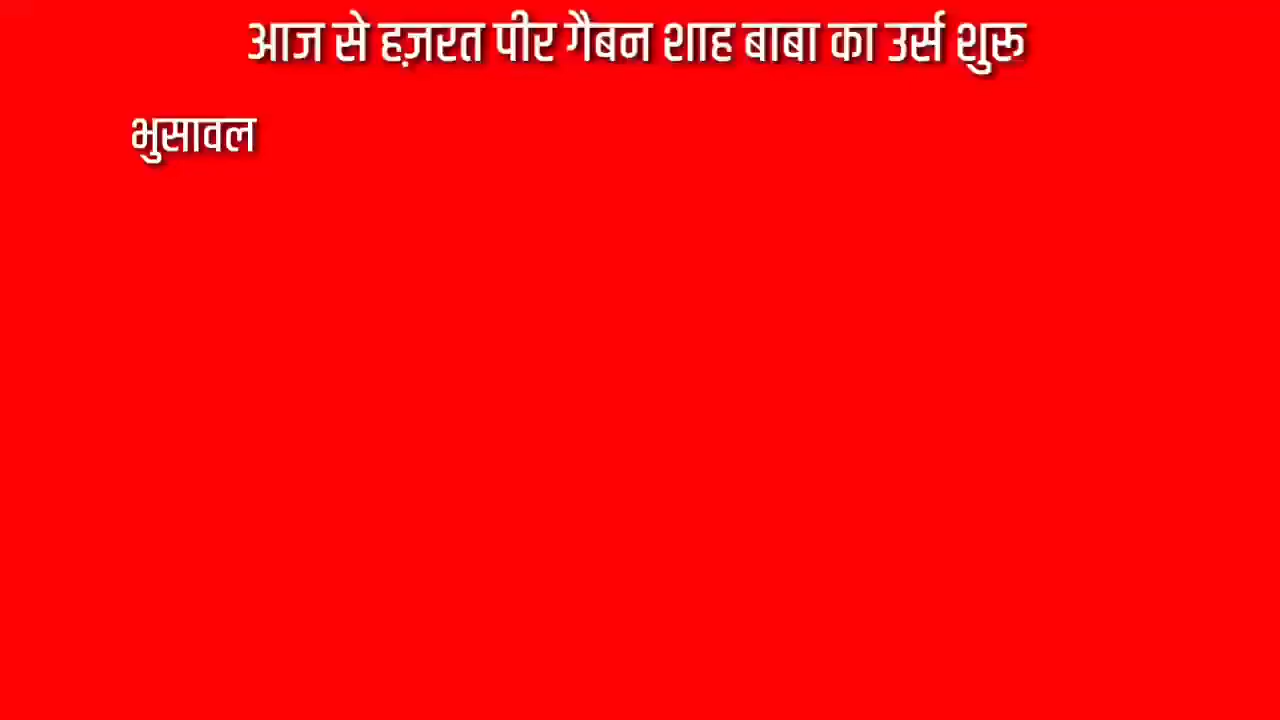 आज से हज़रत पीर गैबन शाह बाबा का उर्स शुरू
भुसावल